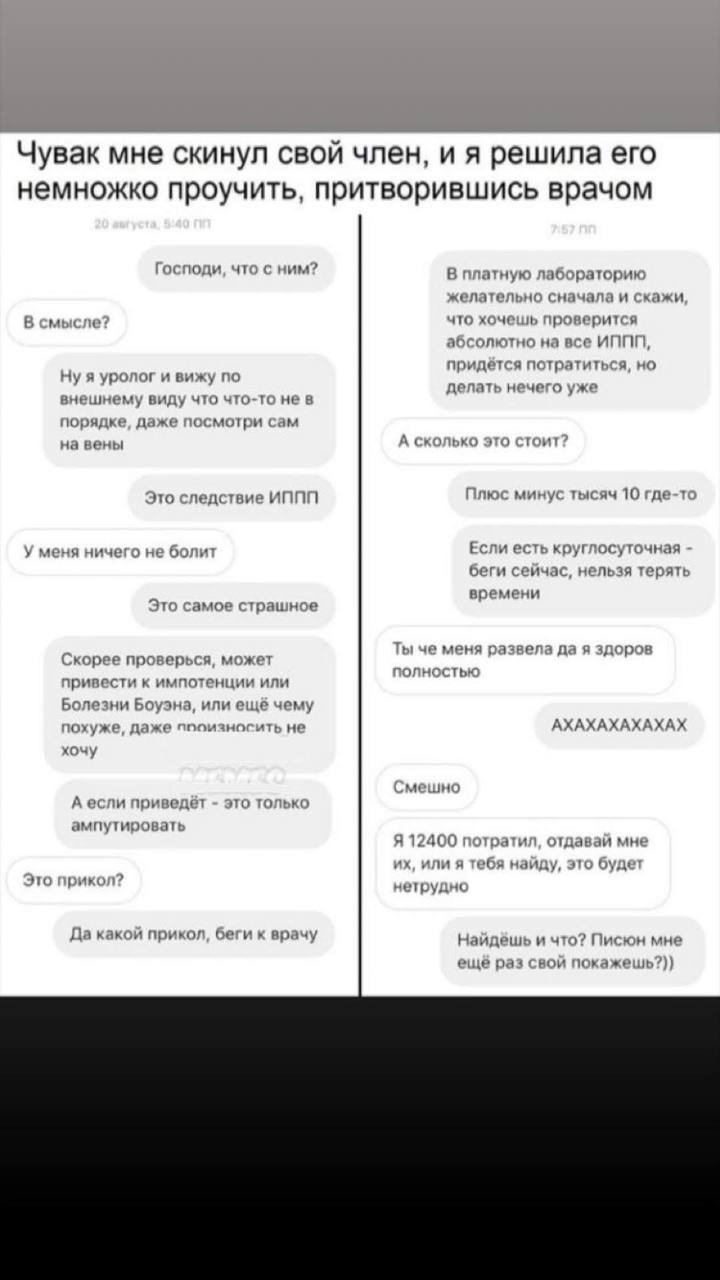 Чувак мне скинул свой член, и я решила его
немножко проучить, притворившись врачом
20 августа, 5:40 ПП
Господи, что с ним?
В смысле?
Ну я уролог и вижу по
внешнему виду что что-то не в
порядке, даже посмотри сам
на вены
Это следствие ИППП
У меня ничего не болит
Это самое страшное
Скорее проверься, может
привести к импотенции или
Болезни Боуэна, или ещё чему
похуже, даже произносить не
хочу
А если приведёт - это только
ампутировать
Это прикол?
Да какой прикол, беги к врачу
7:57 ПП
В платную лабораторию
желательно сначала и скажи,
что хочешь проверится
абсолютно на все ИППП,
придётся потратиться, но
делать нечего уже
А сколько это стоит?
Плюс минус тысяч 10 где-то
Если есть круглосуточная -
беги сейчас, нельзя терять
времени
Ты че меня развела да я здоров
полностью
АХАХАХАХАХАХ
Смешно
Я 12400 потратил, отдавай мне
их, или я тебя найду, это будет
нетрудно
Найдёшь и что? Писюн мне
ещё раз свой покажешь?))